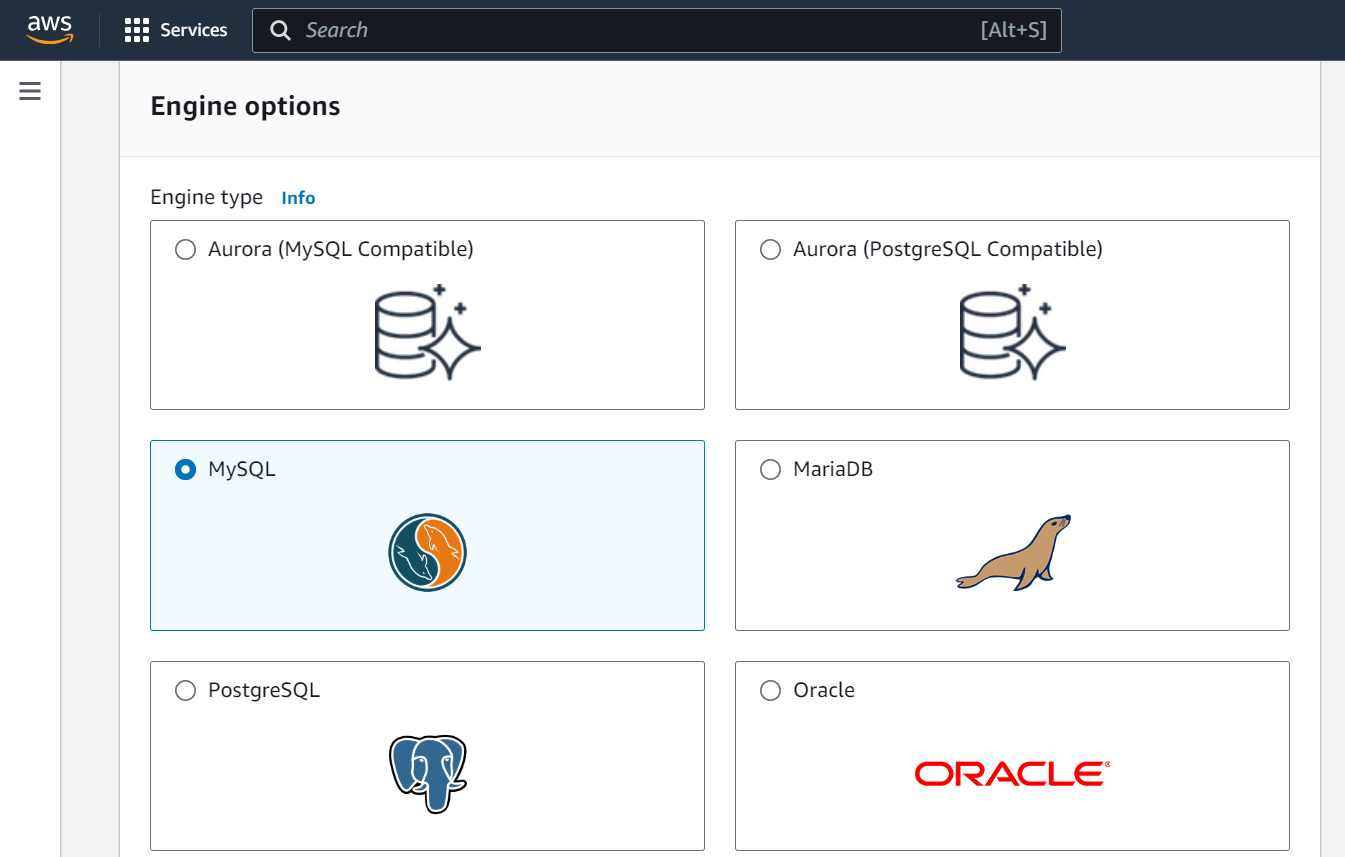 aws Services Search [Alt+S]
Engine options
Engine type Info
Aurora (MySQL Compatible)
Aurora (PostgreSQL Compatible)
MySQL
MariaDB
PostgreSQL
Oracle
ORACLE®